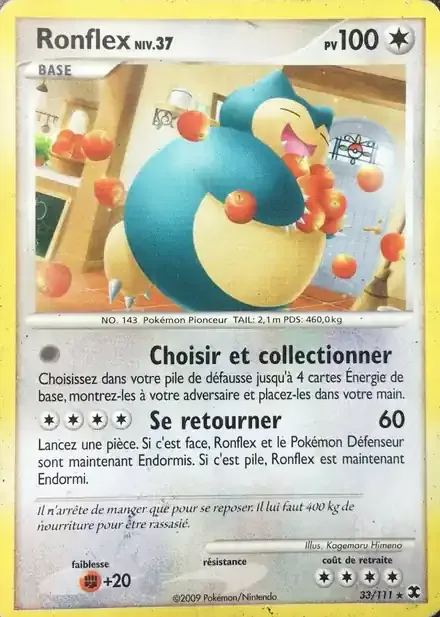 Ronflex NIV.37
PV100
BASE
NO. 143 Pokémon Pionceur TAIL: 2,1m PDS: 460,0kg
Choisir et collectionner
Choisissez dans votre pile de défausse jusqu'à 4 cartes Énergie de
base, montrez-les à votre adversaire et placez-les dans votre main.
Se retourner 60
Lancez une pièce. Si c'est face, Ronflex et le Pokémon Défenseur
sont maintenant Endormis. Si c'est pile, Ronflex est maintenant
Endormi.
Il n'arrête de manger que pour se reposer. Il lui faut 400 kg de
nourriture pour être rassasié.
Illus. Kagemaru Himeno
faiblesse résistance coût de retraite
+20
©2009 Pokémon/Nintendo
33/111